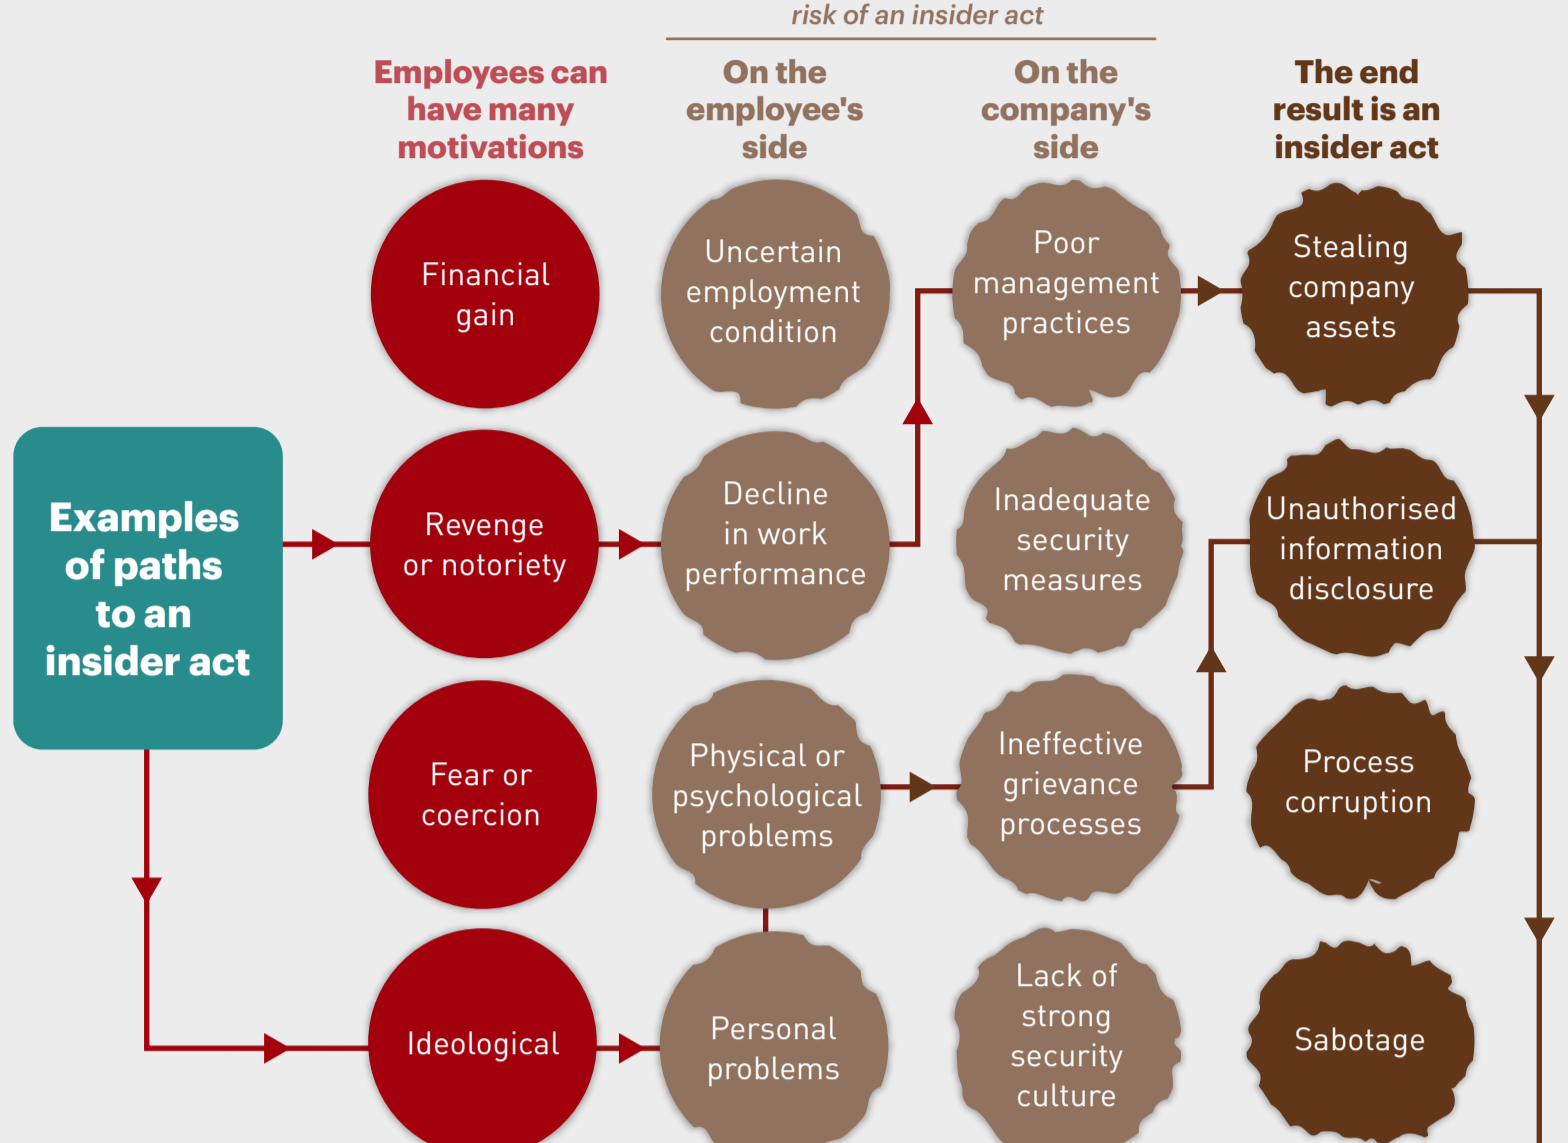 risk of an insider act
Employees can
have many
motivations
On the
employee's
side
On the
company's
side
The end
result is an
insider act
Financial
gain
Uncertain
employment
condition
Poor
management
practices
Stealing
company
assets
Examples
of paths
to an
insider act
Revenge
or notoriety
Decline
in work
performance
Inadequate
security
measures
Unauthorised
information
disclosure
Fear or
coercion
Physical or
psychological
problems
Ineffective
grievance
processes
Process
corruption
Ideological
Personal
problems
Lack of
strong
security
culture
Sabotage